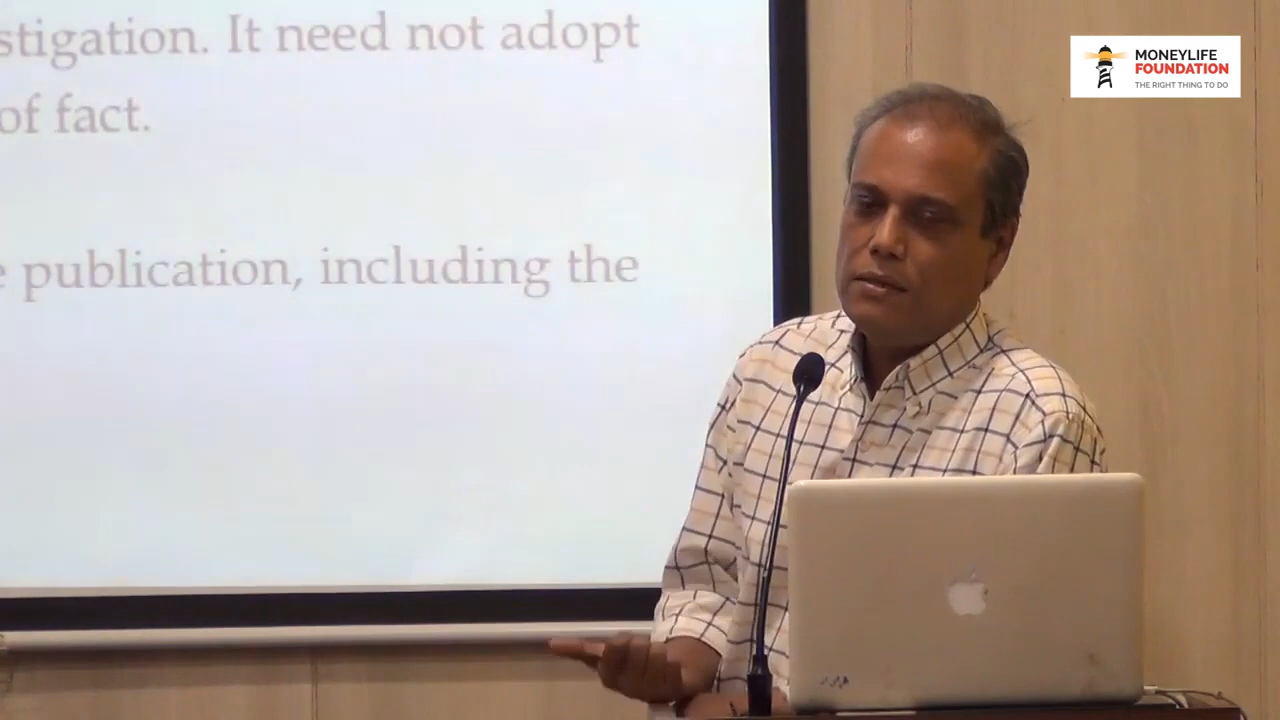 stigation. It need not adopt
of fact.
publication, including the
MONEYLIFE
FOUNDATION
THE RIGHT THING TO DO